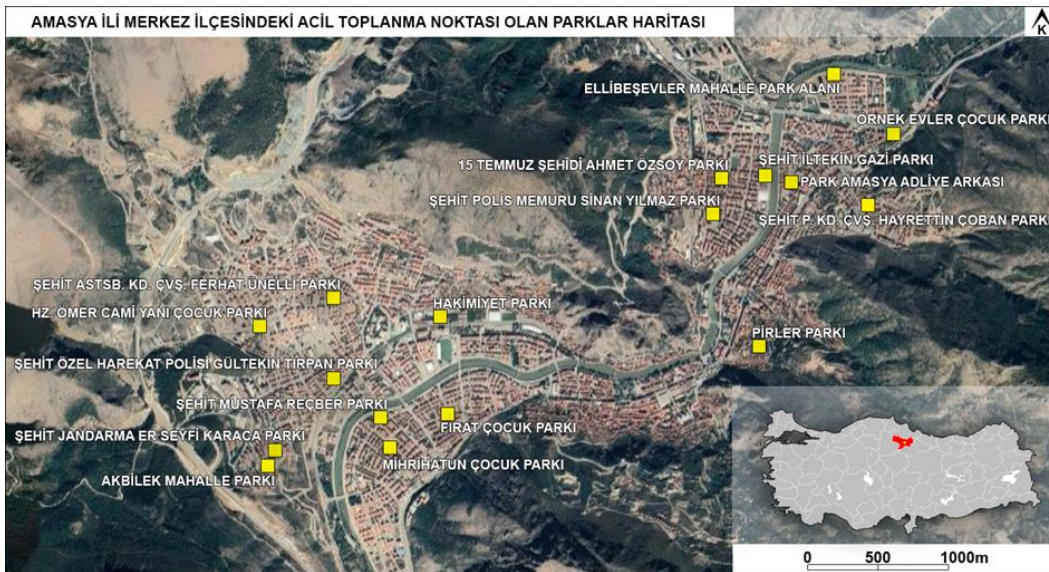 AMASYA İLİ MERKEZ İLÇESİNDEKİ ACİL TOPLANMA NOKTASI OLAN PARKLAR HARİTASI
K
ELLİBEŞEVLER MAHALLE PARK ALANI
ÖRNEK EVLER ÇOCUK PARKI
15 TEMMUZ ŞEHİDİ AHMET ÖZSOY PARKI
ŞEHİT İLTEKİN GAZİ PARKI
PARK AMASYA ADLİYE ARKASI
ŞEHİT POLİS MEMURU SİNAN YILMAZ PARKI
ŞEHİT P. KD. ÇVŞ. HAYRETTİN ÇOBAN PARKI
ŞEHİT ASTSB. KD. ÇVŞ. FERHAT ÜNELLİ PARKI
HZ. ÖMER CAMİ YANI ÇOCUK PARKI
HAKİMİYET PARKI
PİRLER PARKI
ŞEHİT ÖZEL HAREKAT POLİSİ GÜLTEKİN TIRPAN PARKI
ŞEHİT MUSTAFA REÇBER PARKI
FIRAT ÇOCUK PARKI
ŞEHİT JANDARMA ER SEYFİ KARACA PARKI
MİHRİHATUN ÇOCUK PARKI
AKBİLEK MAHALLE PARKI
0 500 1000m